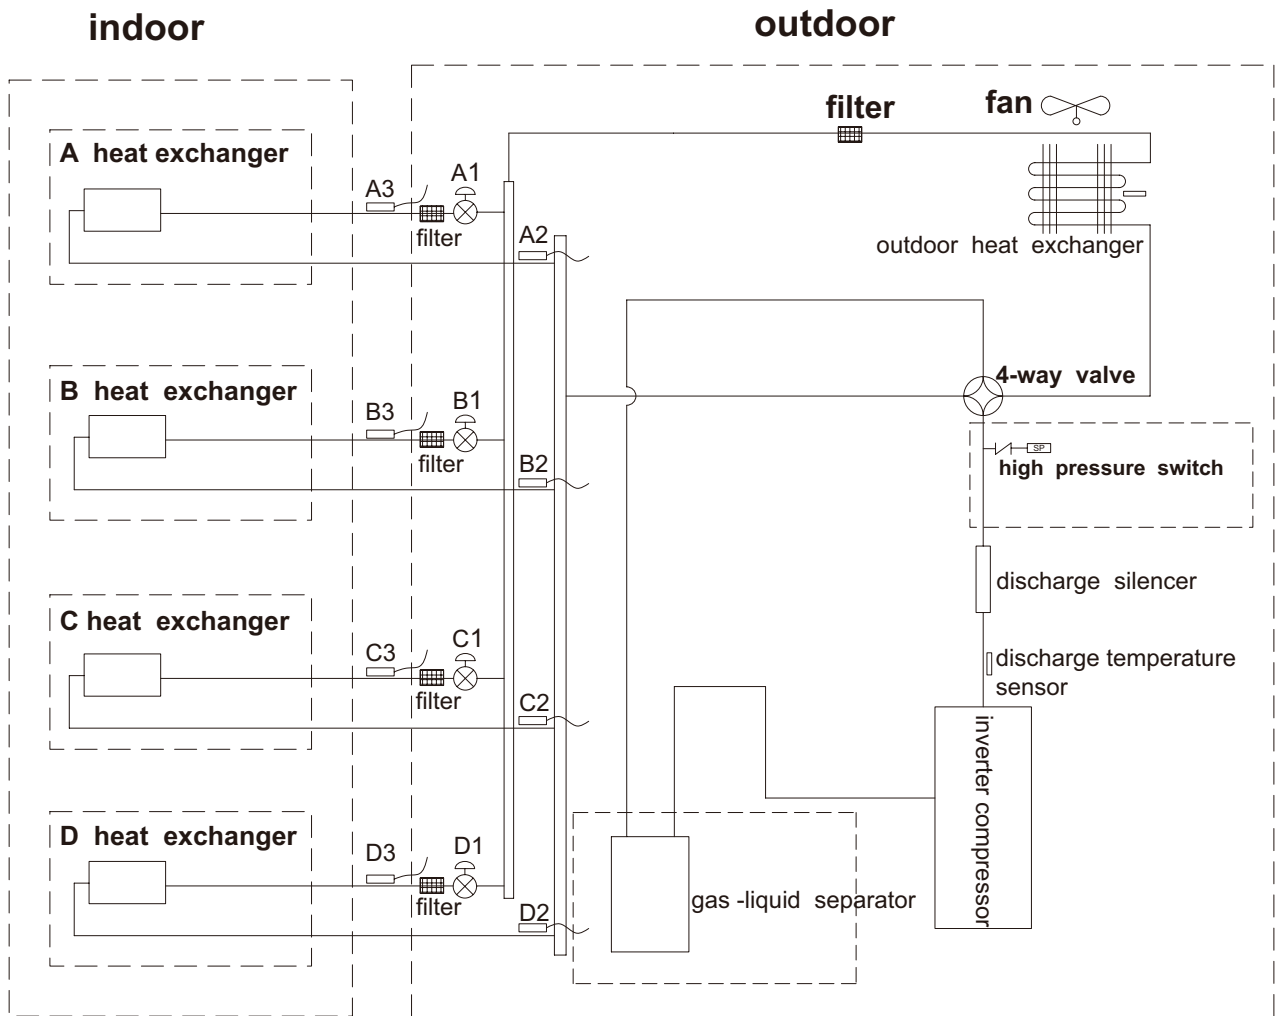 indoor
outdoor
filter
fan
A heat exchanger
A3
A1
filter
A2
outdoor heat exchanger
4-way valve
B heat exchanger
B3
B1
filter
B2
SP
high pressure switch
discharge silencer
C heat exchanger
C3
C1
filter
C2
discharge temperature
sensor
inverter compressor
D heat exchanger
D3
D1
filter
D2
gas -liquid separator